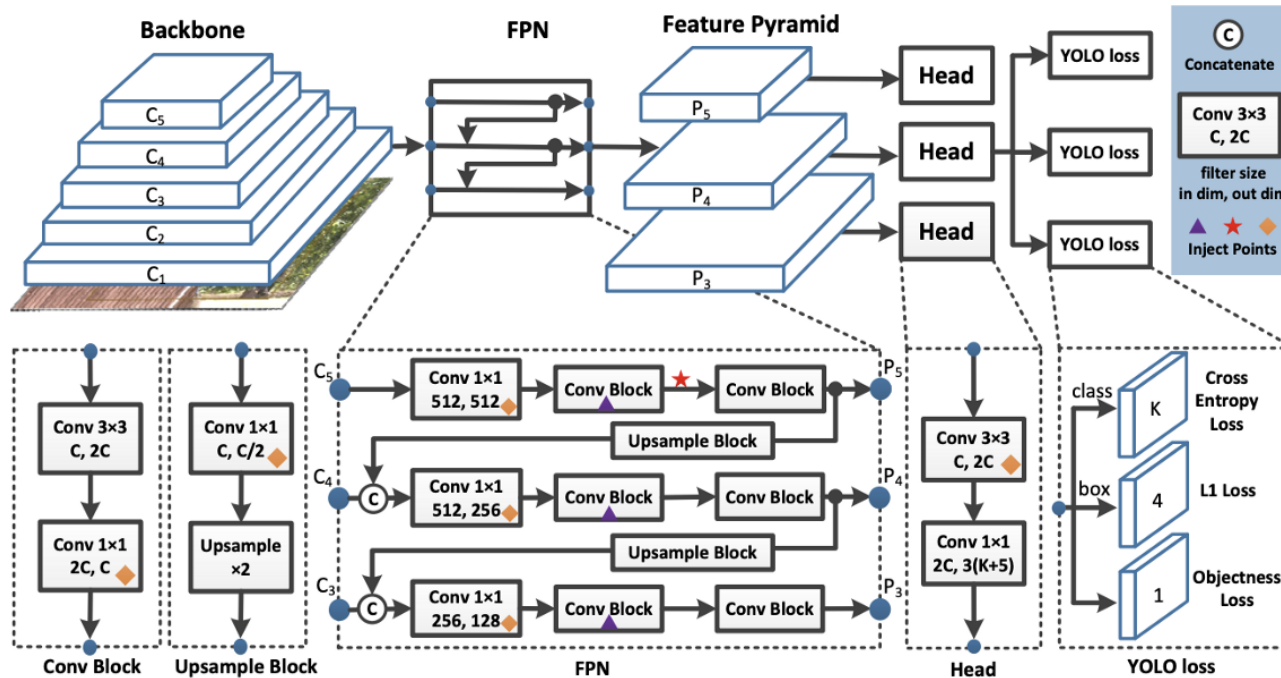 Backbone
FPN
Feature Pyramid
C5
C4
C3
C2
C1
P5
P4
P3
Head
Head
Head
YOLO loss
YOLO loss
YOLO loss
C
Concatenate
Conv 3×3
C, 2C
filter size
in dim, out dim
Inject Points
Conv 3×3
C, 2C
Conv 1×1
2C, C
Conv Block
Conv 1×1
C, C/2
Upsample
×2
Upsample Block
C5
Conv 1×1
512, 512
Conv Block
Conv Block
P5
Upsample Block
C4
C
Conv 1×1
512, 256
Conv Block
Conv Block
P4
Upsample Block
C3
C
Conv 1×1
256, 128
Conv Block
Conv Block
P3
FPN
Conv 3×3
C, 2C
Conv 1×1
2C, 3(K+5)
Head
class
K
Cross
Entropy
Loss
box
4
L1 Loss
1
Objectness
Loss
YOLO loss